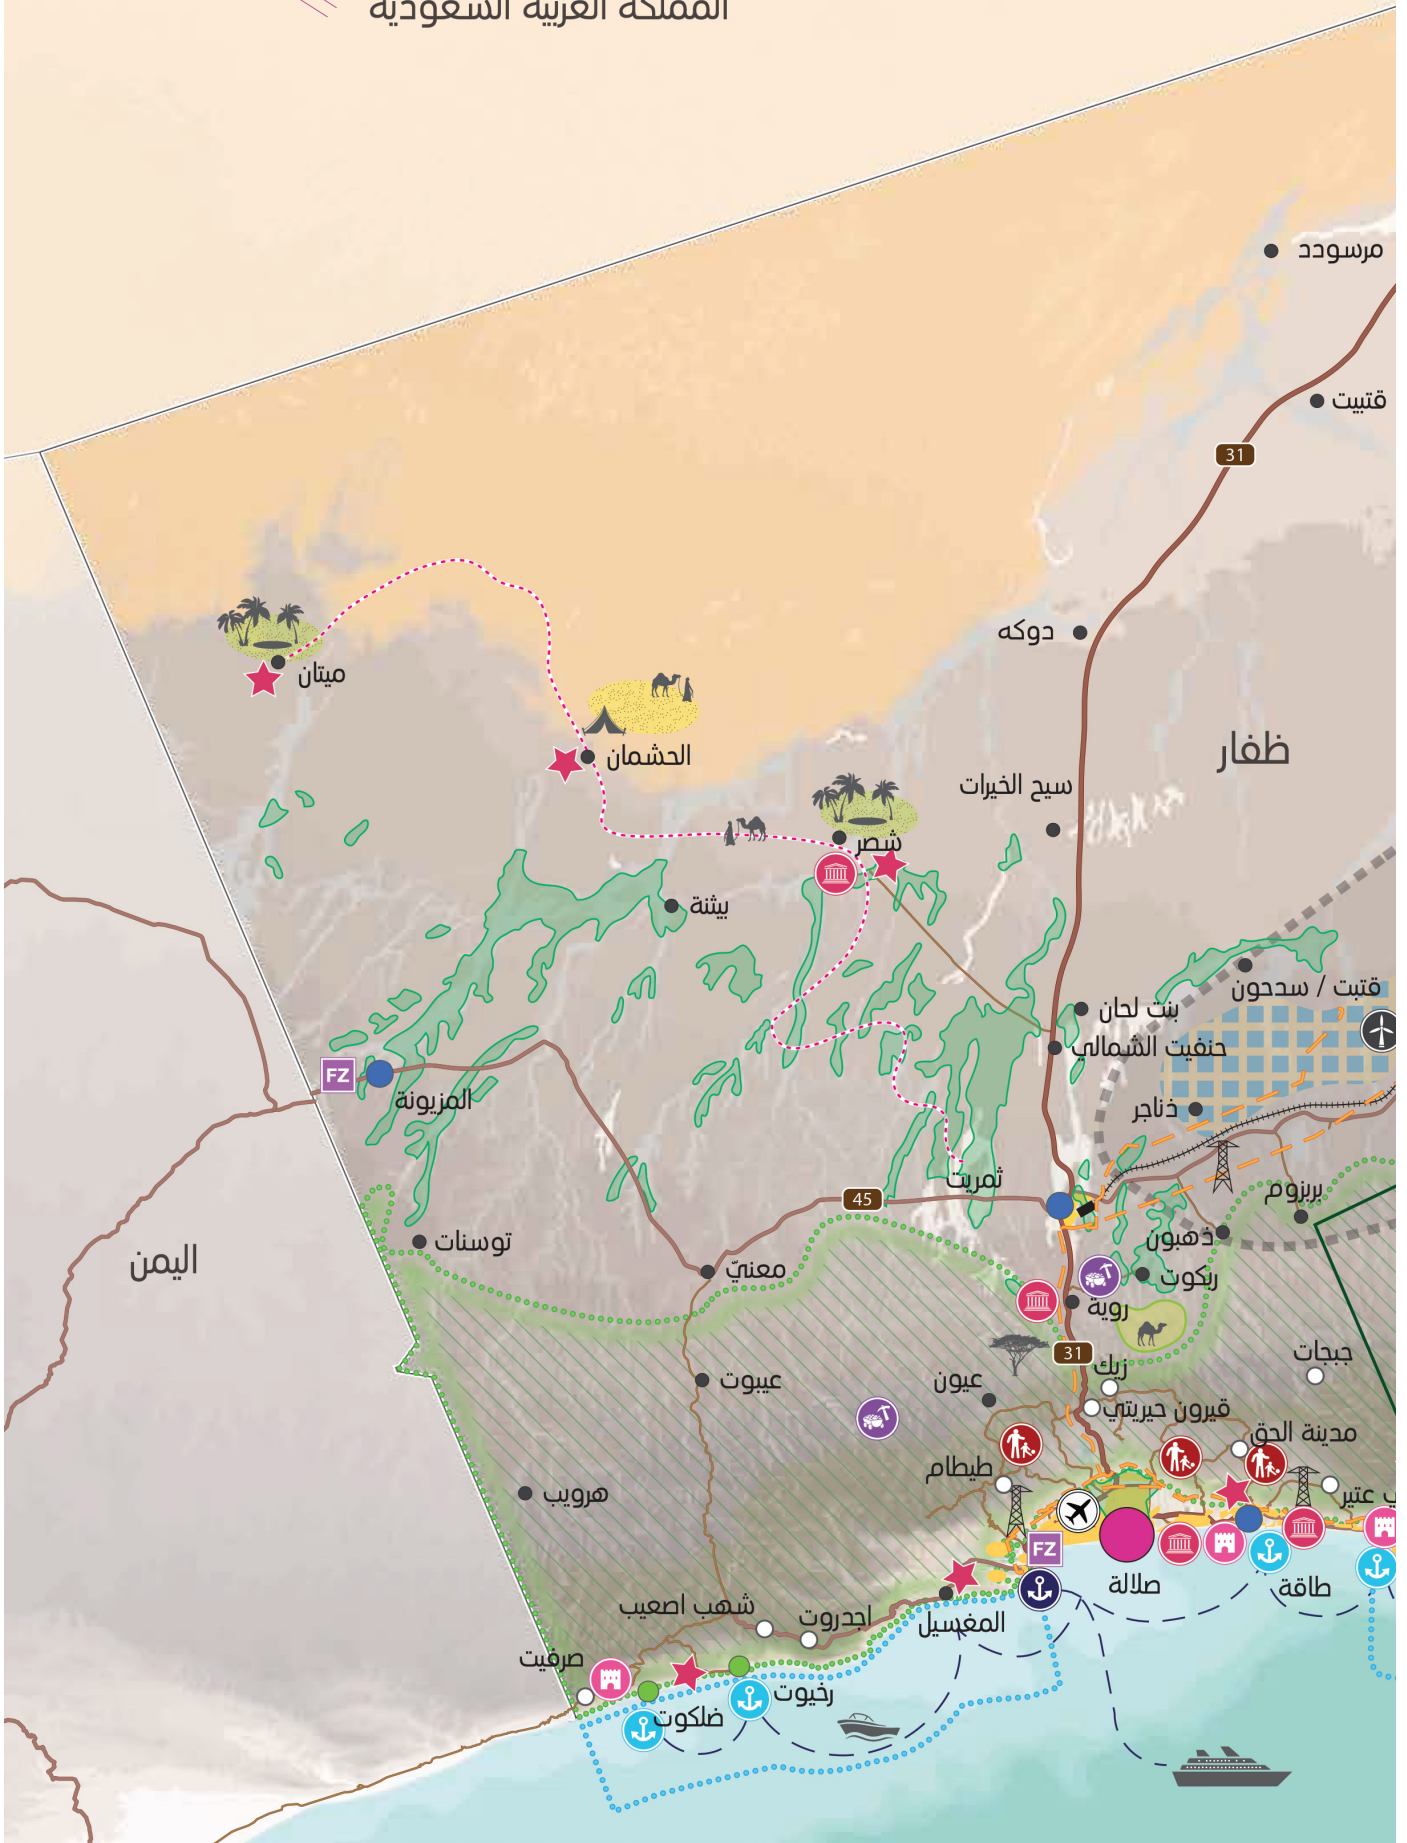 المملكة العربية السعودية
مرسودد
قتبيت
31
دوكه
ميتان
ظفار
الحشمان
سيح الخيرات
شصر
بيثنة
قتبت / سدحون
بنت لحان
حنفيت الشمالي
FZ
المزيونة
ذناجر
ثمريت
45
بربزوم
ذهبون
توسنات
اليمن
معنيّ
ريكوت
روية
31
جبجات
زيك
عيبوت
عيون
قيرون حيريتي
مدينة الحق
طيطام
هرويب
عتير
FZ
صلالة
طاقة
شهب اصعيب
اجدروت
المغسيل
صرفيت
رخيوت
ضلكوت